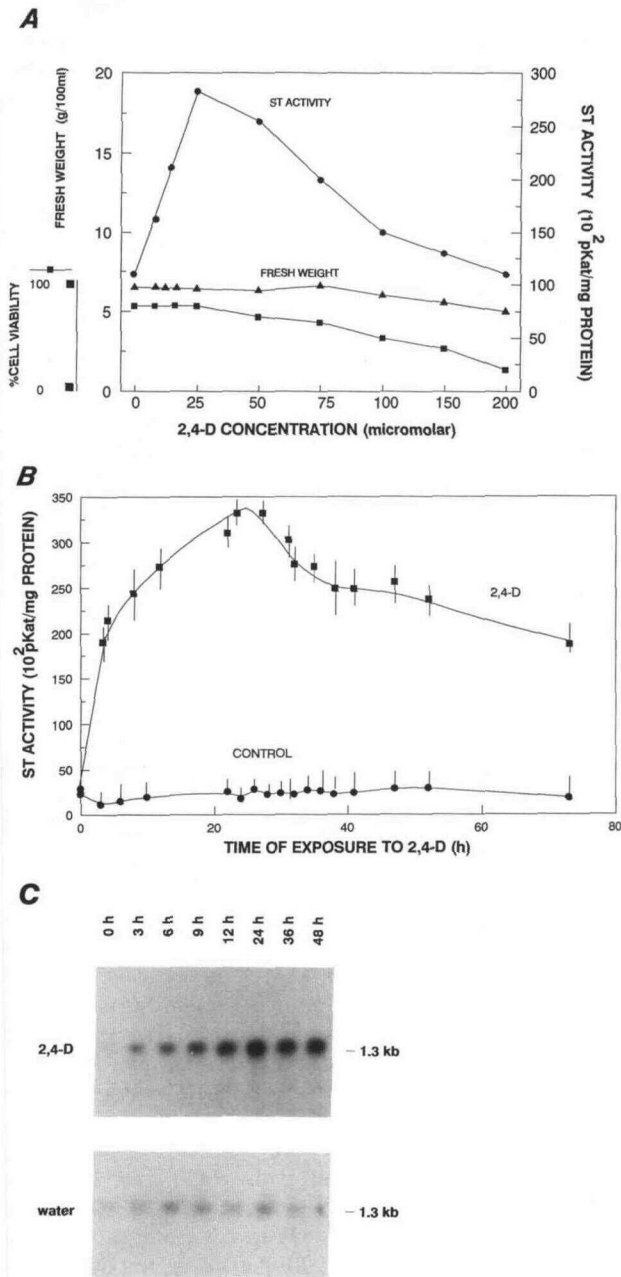 A
FRESH WEIGHT (g/100ml)
20
15
10
5
0
%CELL VIABILITY
100
0
ST ACTIVITY
FRESH WEIGHT
300
250
200
150
100
50
0
ST ACTIVITY (10² pKat/mg PROTEIN)
0 25 50 75 100 150 200
2,4-D CONCENTRATION (micromolar)
B
ST ACTIVITY (10² pKat/mg PROTEIN)
350
300
250
200
150
100
50
0
2,4-D
CONTROL
0 20 40 60 80
TIME OF EXPOSURE TO 2,4-D (h)
C
0 h 3 h 6 h 9 h 12 h 24 h 36 h 48 h
2,4-D – 1.3 kb
water – 1.3 kb